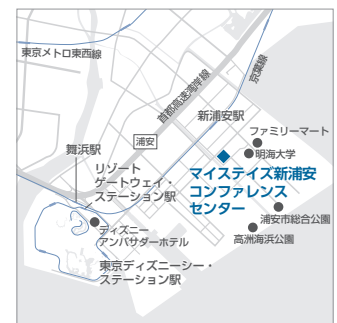 東京メトロ東西線
首都高速湾岸線
京葉線
新浦安駅
浦安
ファミリーマート
舞浜駅
明海大学
リゾート
ゲートウェイ・
ステーション駅
マイステイズ新浦安
コンファレンス
センター
浦安市総合公園
ディズニー
アンバサダーホテル
高洲海浜公園
東京ディズニーシー・
ステーション駅